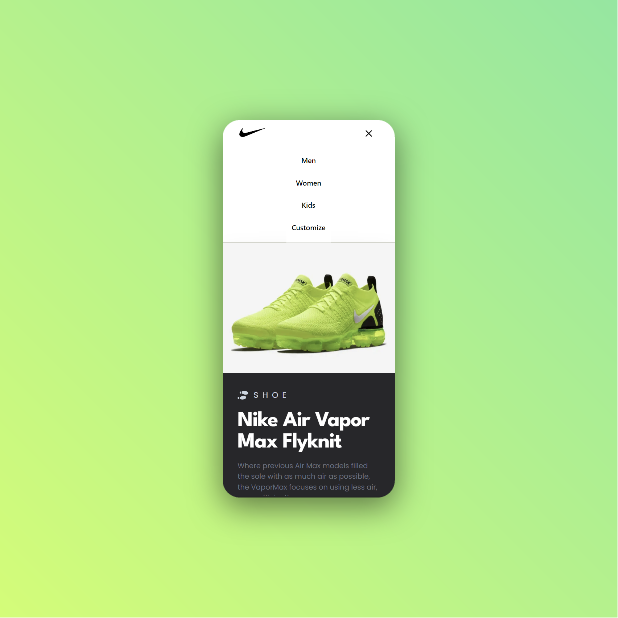 Men
Women
Kids
Customize
SHOE
Nike Air Vapor
Max Flyknit
Where previous Air Max models filled
the sole with as much air as possible,
the VaporMax focuses on using less air,